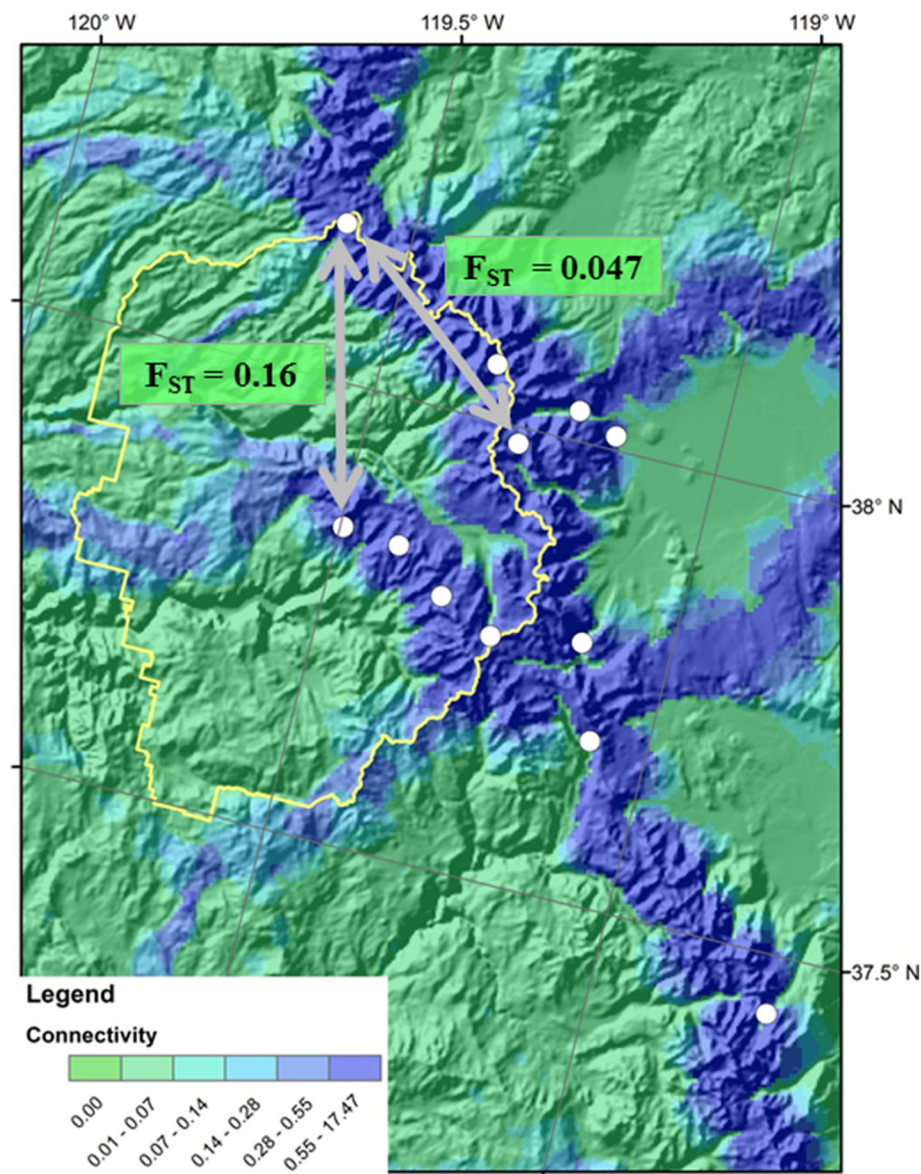 120° W
119.5° W
119° W
FST = 0.047
FST = 0.16
38° N
37.5° N
Legend
Connectivity
0.00
0.01 - 0.07
0.07 - 0.14
0.14 - 0.28
0.28 - 0.55
0.55 - 17.47